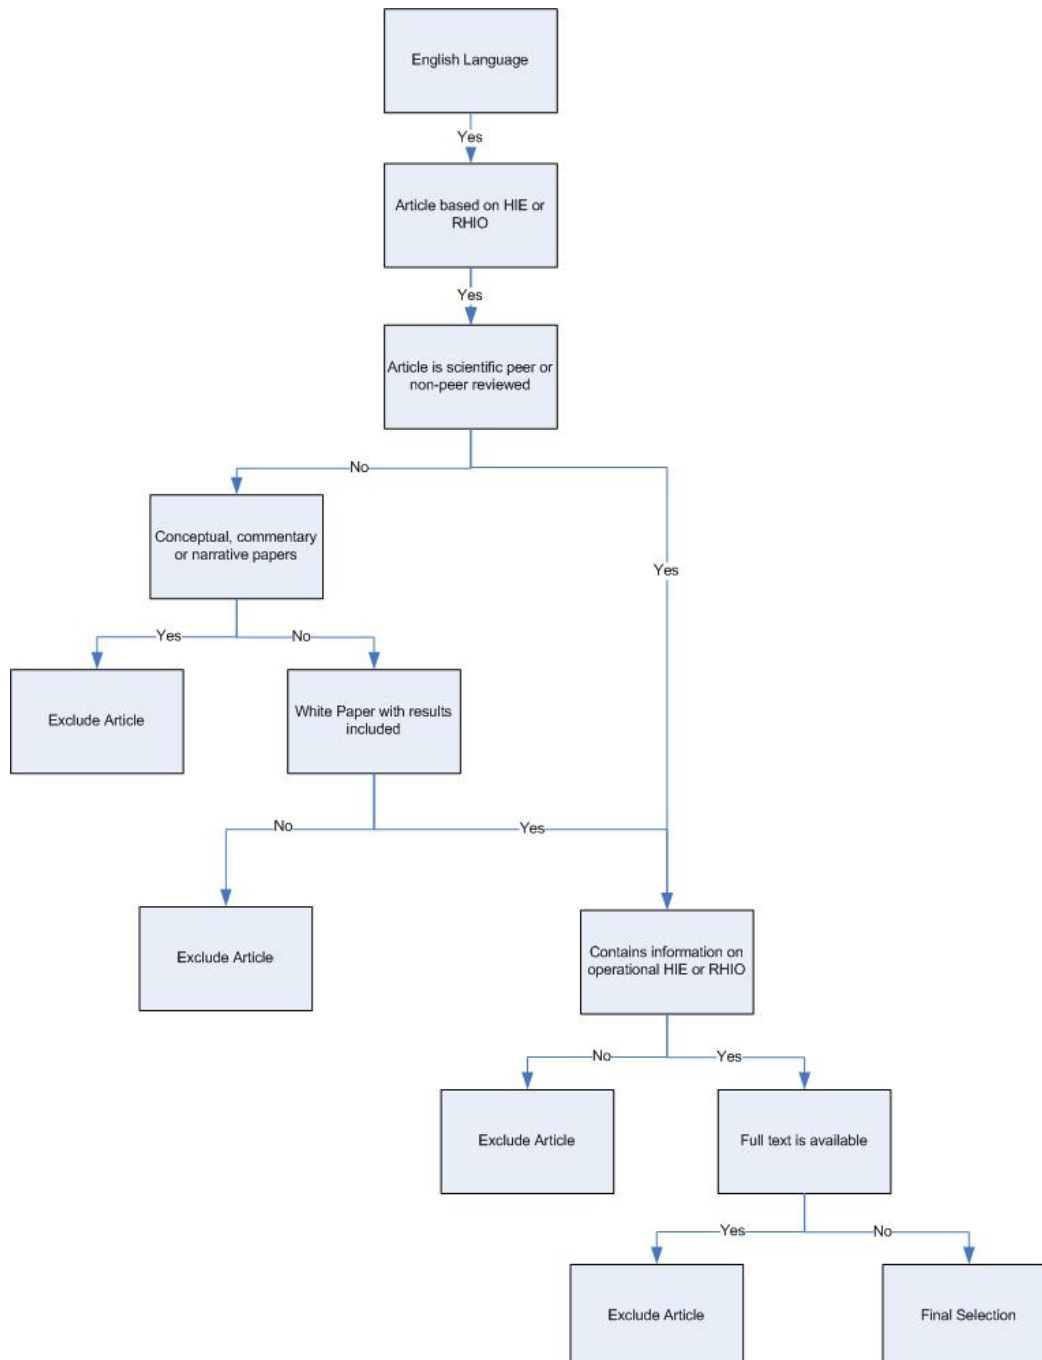 English Language
Yes
Article based on HIE or
RHIO
Yes
Article is scientific peer or
non-peer reviewed
No
Conceptual, commentary
or narrative papers
Yes
Yes
No
Exclude Article
White Paper with results
included
No
Yes
Exclude Article
Contains information on
operational HIE or RHIO
No
Yes
Exclude Article
Full text is available
Yes
No
Exclude Article
Final Selection